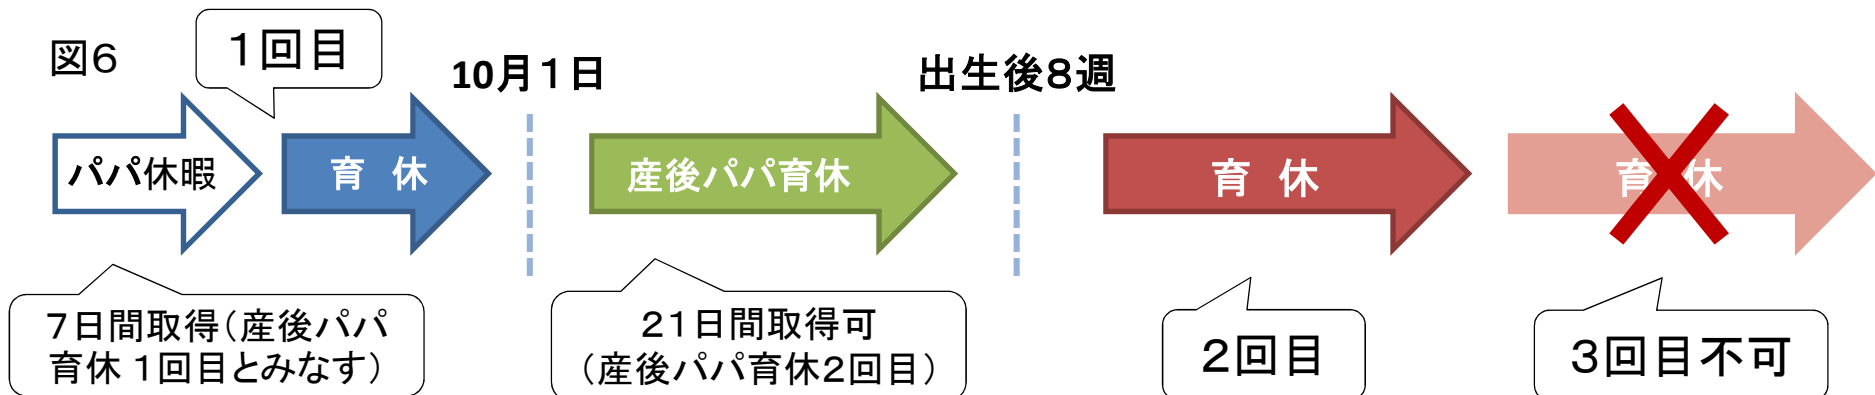 図６
１回目
10月１日
出生後８週
パパ休暇
育 休
産後パパ育休
育 休
育 休
７日間取得（産後パパ
育休 １回目とみなす）
２１日間取得可
（産後パパ育休２回目）
２回目
３回目不可